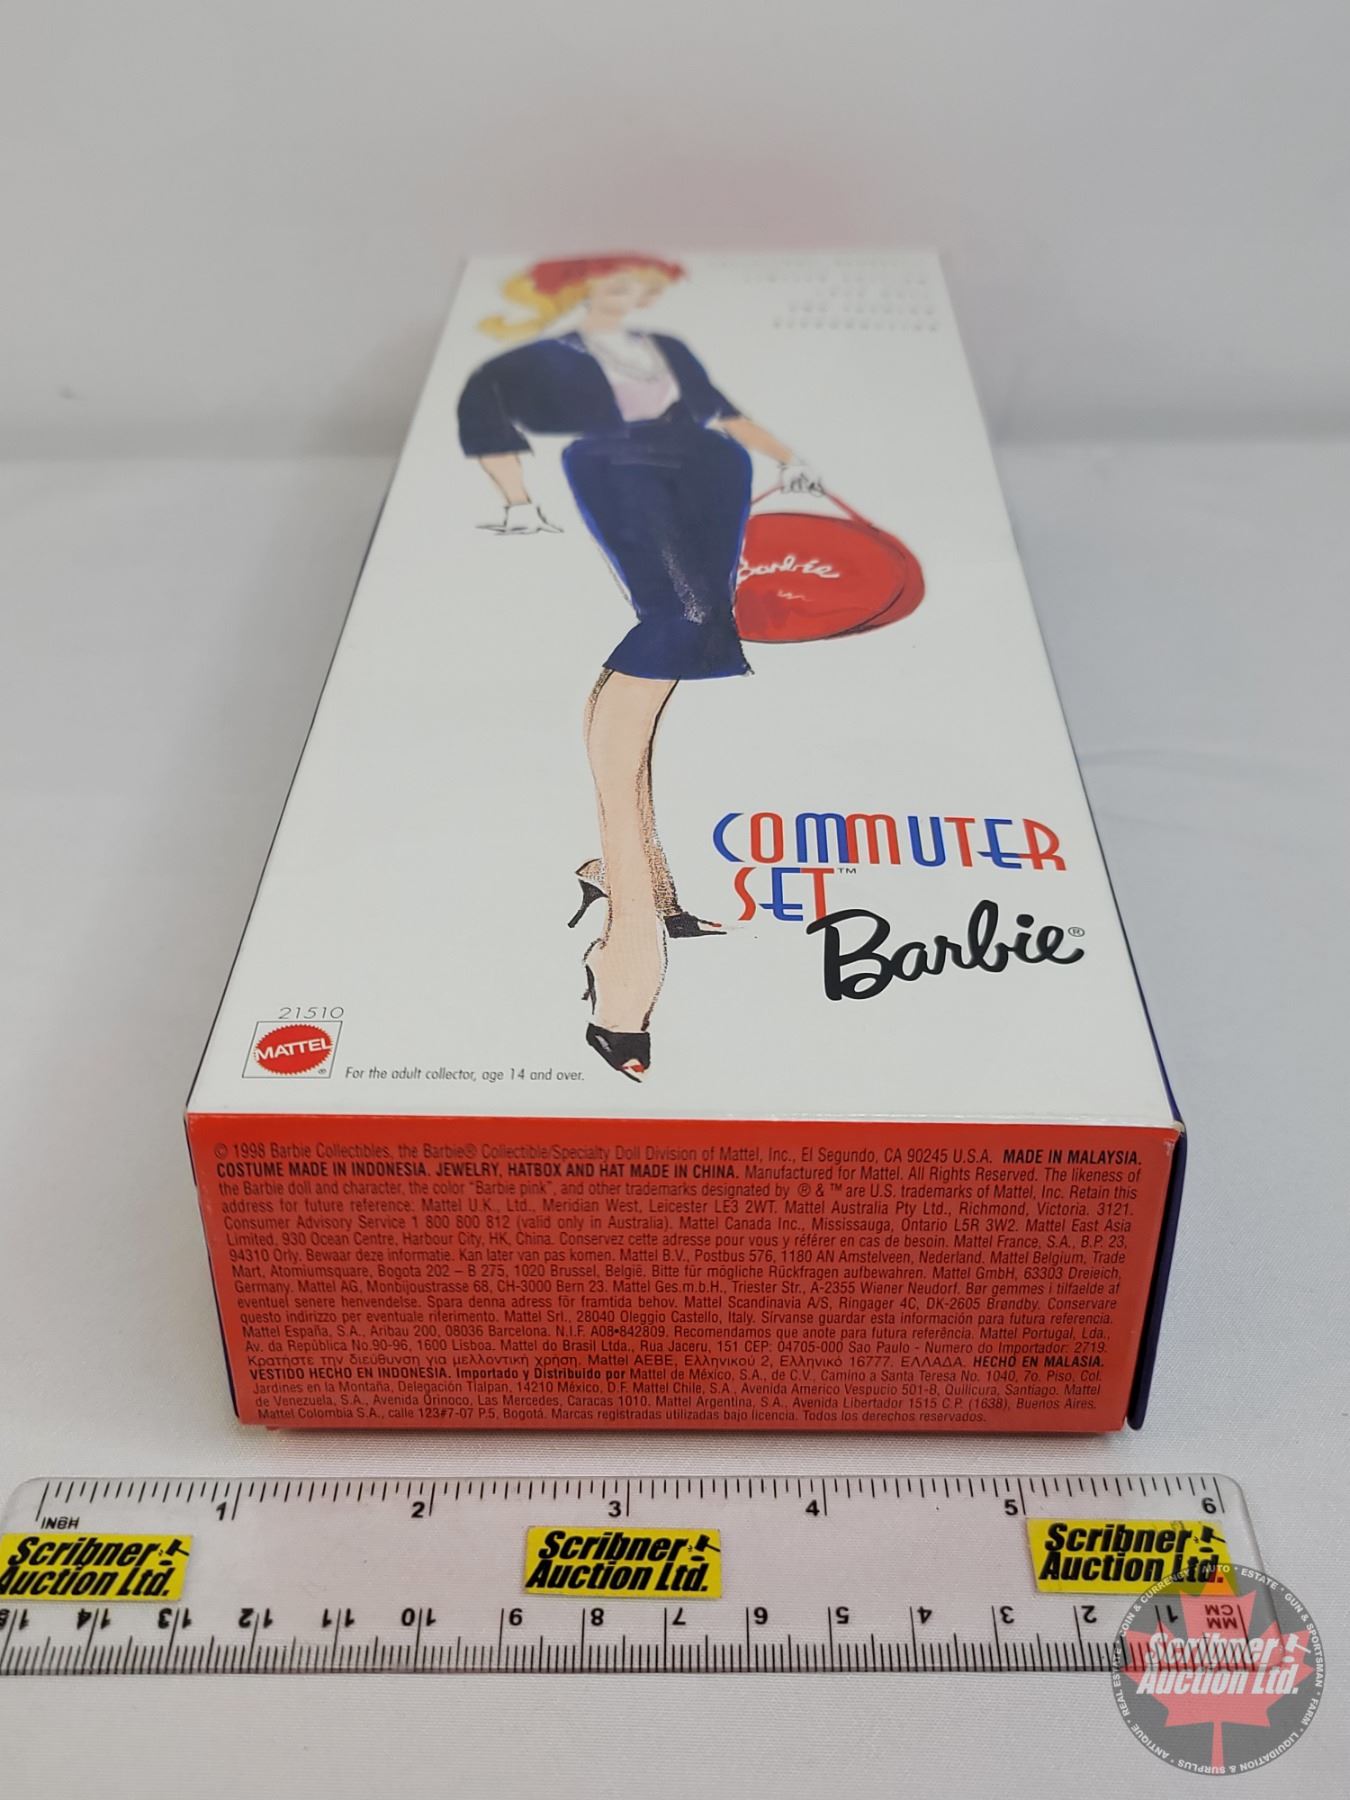 Barbie
COMMUTER
SET™
Barbie®
21510
MATTEL®
For the adult collector, age 14 and over.
© 1998 Barbie Collectibles, the Barbie® Collectible/Specialty Doll Division of Mattel, Inc., El Segundo, CA 90245 U.S.A. MADE IN MALAYSIA.
COSTUME MADE IN INDONESIA. JEWELRY, HATBOX AND HAT MADE IN CHINA. Manufactured for Mattel. All Rights Reserved. The likeness of
the Barbie doll and character, the color "Barbie pink", and other trademarks designated by ® & ™ are U.S. trademarks of Mattel, Inc. Retain this
address for future reference: Mattel U.K., Ltd., Meridian West, Leicester LE3 2WT. Mattel Australia Pty Ltd., Richmond, Victoria. 3121.
Consumer Advisory Service 1 800 800 812 (valid only in Australia). Mattel Canada Inc., Mississauga, Ontario L5R 3W2. Mattel East Asia
Limited, 930 Ocean Centre, Harbour City, HK, China. Conservez cette adresse pour vous y référer en cas de besoin. Mattel France, S.A., B.P. 23,
94310 Orly. Bewaar deze informatie. Kan later van pas komen. Mattel B.V., Postbus 576, 1180 AN Amstelveen, Nederland. Mattel Belgium, Trade
Mart, Atomiumsquare, Bogota 202 – B 275, 1020 Brussel, België. Bitte für mögliche Rückfragen aufbewahren. Mattel GmbH, 63303 Dreieich,
Germany. Mattel AG, Monbijoustrasse 68, CH-3000 Bern 23. Mattel Ges.m.b.H., Triester Str., A-2355 Wiener Neudorf. Bør gemmes i tilfælde af
eventuel senere henvendelse. Spara denna adress för framtida behov. Mattel Scandinavia A/S, Ringager 4C, DK-2605 Brøndby. Conservare
questo indirizzo per eventuale riferimento. Mattel Srl., 28040 Oleggio Castello, Italy. Sírvanse guardar esta información para futura referencia.
Mattel España, S.A., Aribau 200, 08036 Barcelona. N.I.F. A08•842809. Recomendamos que anote para futura referência. Mattel Portugal, Lda.,
Av. da República No.90-96, 1600 Lisboa. Mattel do Brasil Ltda., Rua Jaceru, 151 CEP: 04705-000 Sao Paulo - Numero do Importador: 2719.
Κρατήστε την διεύθυνση για μελλοντική χρήση. Mattel AEBE, Ελληνικού 2, Ελληνικό 16777. ΕΛΛΑΔΑ. HECHO EN MALASIA.
VESTIDO HECHO EN INDONESIA. Importado y Distribuido por Mattel de México, S.A., de C.V., Camino a Santa Teresa No. 1040, 7o. Piso, Col.
Jardines en la Montaña, Delegación Tlalpan, 14210 México, D.F. Mattel Chile, S.A., Avenida Américo Vespucio 501-B, Quilicura, Santiago. Mattel
de Venezuela, S.A., Avenida Orinoco, Las Mercedes, Caracas 1010. Mattel Argentina, S.A., Avenida Libertador 1515 C.P. (1638), Buenos Aires.
Mattel Colombia S.A., calle 123#7-07 P.5, Bogotá. Marcas registradas utilizadas bajo licencia. Todos los derechos reservados.
1 2 3 4 5 6
INCH
Scribner Auction Ltd.
Scribner Auction Ltd.
Scribner Auction Ltd.
15 14 13 12 11 10 9 8 7 6 5 4 3 2 1
MM
CM
Scribner
Auction Ltd.
ANTIQUE • REAL ESTATE • COIN & CURRENCY • AUTO • ESTATE • GUN & SPORTSMAN • FARM • LIQUIDATION & SURPLUS